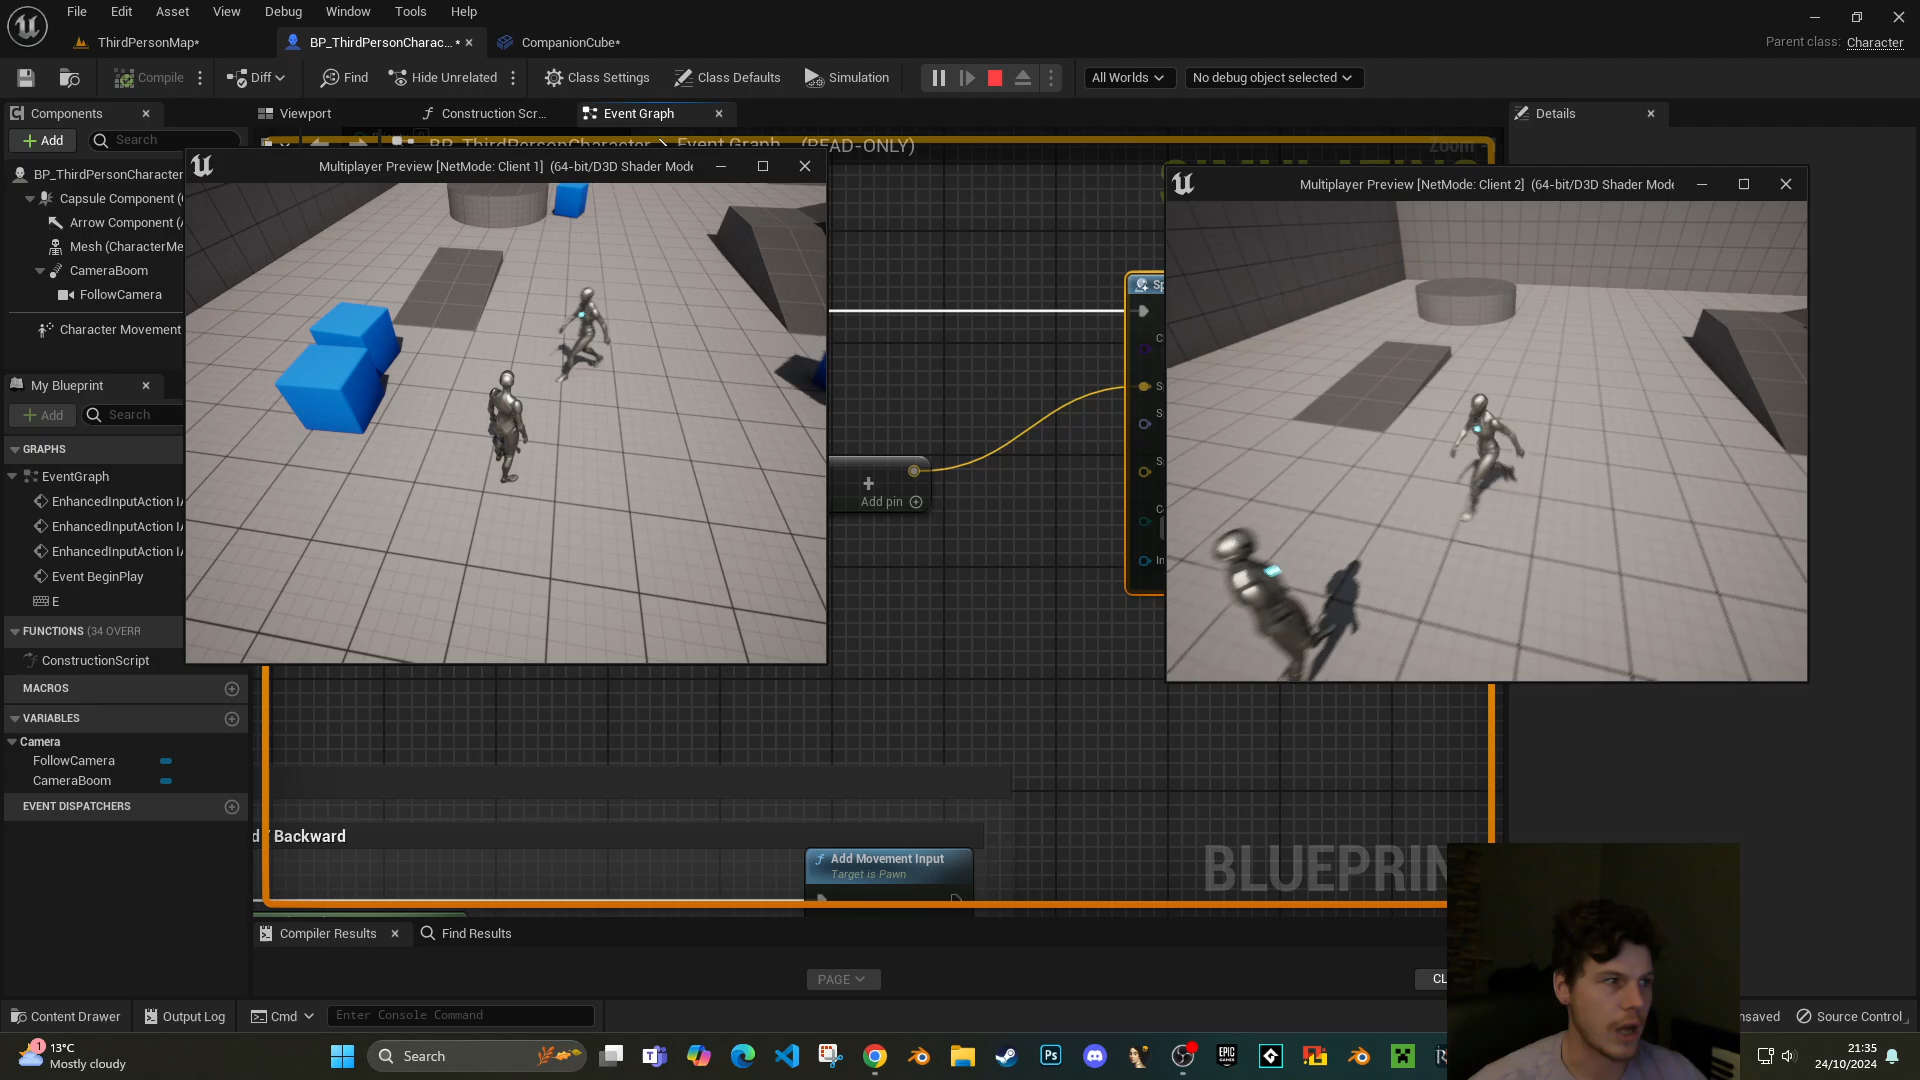 File Edit Asset View Debug Window Tools Help
ThirdPersonMap* BP_ThirdPersonCharac... * CompanionCube* Parent class: Character
Compile Diff Find Hide Unrelated Class Settings Class Defaults Simulation All Worlds No debug object selected
Components Viewport Construction Scr... Event Graph Details
Add Search
Multiplayer Preview [NetMode: Client 1] (64-bit/D3D Shader Mode
Multiplayer Preview [NetMode: Client 2] (64-bit/D3D Shader Mode
BP_ThirdPersonCharacter
Capsule Component (
Arrow Component (
Mesh (CharacterMe
CameraBoom
FollowCamera
Character Movement
My Blueprint
Add Search
GRAPHS
EventGraph
EnhancedInputAction
EnhancedInputAction
EnhancedInputAction
Event BeginPlay
E
FUNCTIONS (34 OVERR
ConstructionScript
MACROS
VARIABLES
Camera
FollowCamera
CameraBoom
EVENT DISPATCHERS
Add pin
d / Backward
Add Movement Input
Target is Pawn
BLUEPRIN
Compiler Results Find Results
PAGE
CL
Content Drawer Output Log Cmd Enter Console Command nsaved Source Control
1
13°C
Mostly cloudy
Search
Ps
EPIC GAMES
21:35
24/10/2024